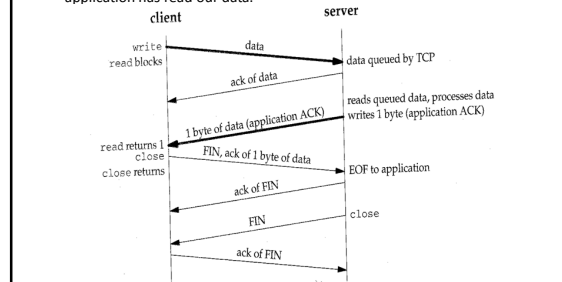 application has read our data.
client
server
write
data
read blocks
data queued by TCP
ack of data
reads queued data, processes data
1 byte of data (application ACK)
writes 1 byte (application ACK)
read returns 1
close
FIN, ack of 1 byte of data
close returns
EOF to application
ack of FIN
close
FIN
ack of FIN